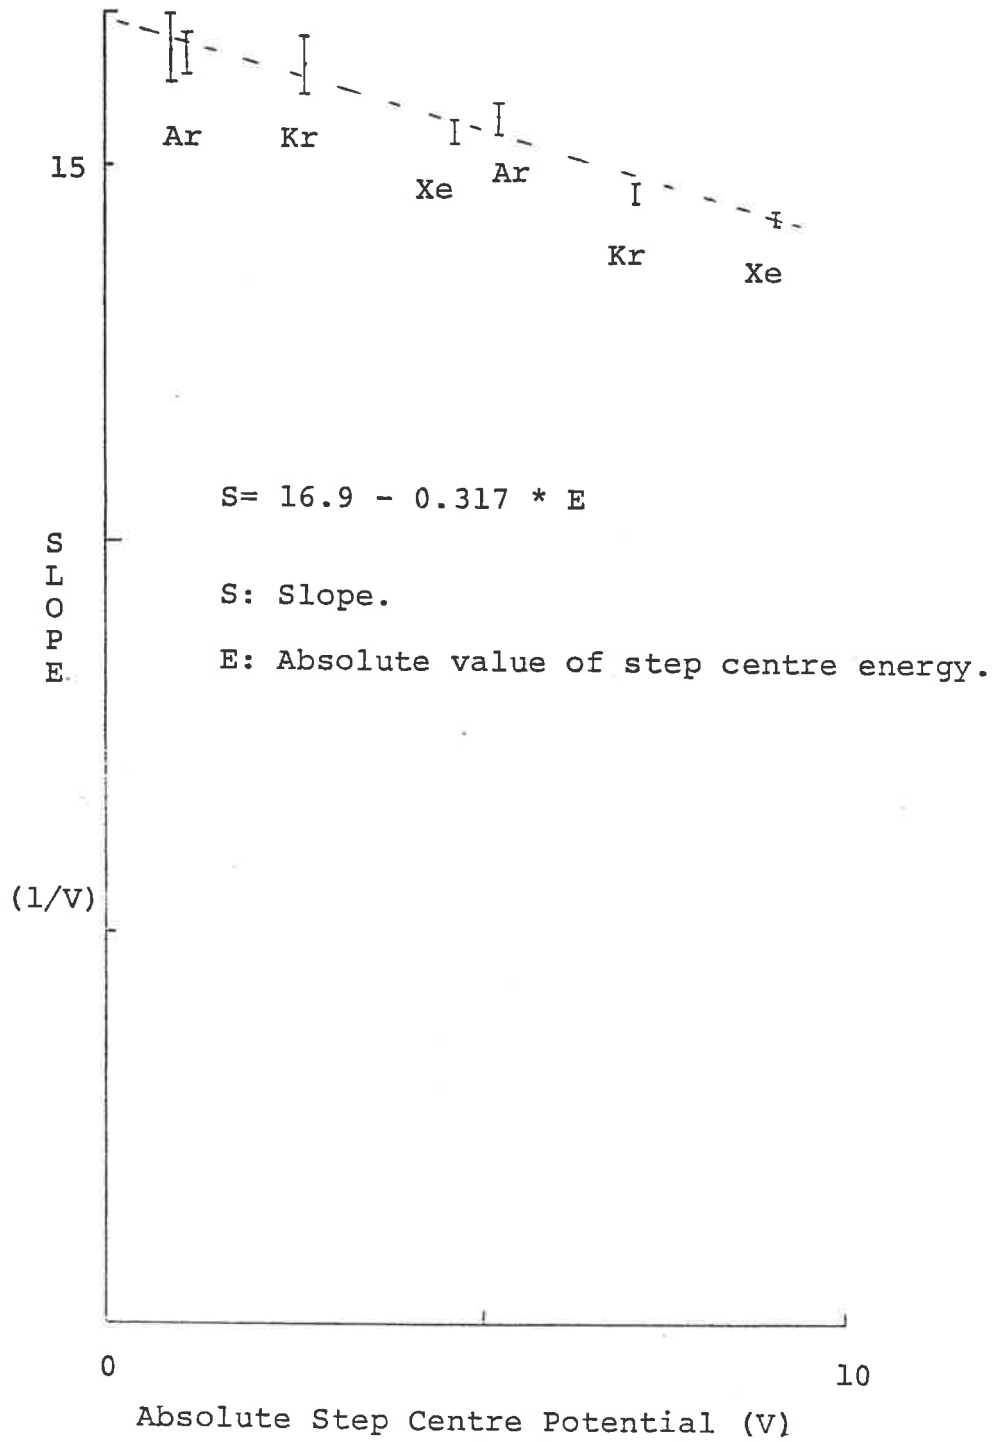 Ar
Kr
15
Xe
Ar
Kr
Xe
S= 16.9 - 0.317 * E
S: Slope.
E: Absolute value of step centre energy.
SLOPE
(1/V)
0
10
Absolute Step Centre Potential (V)